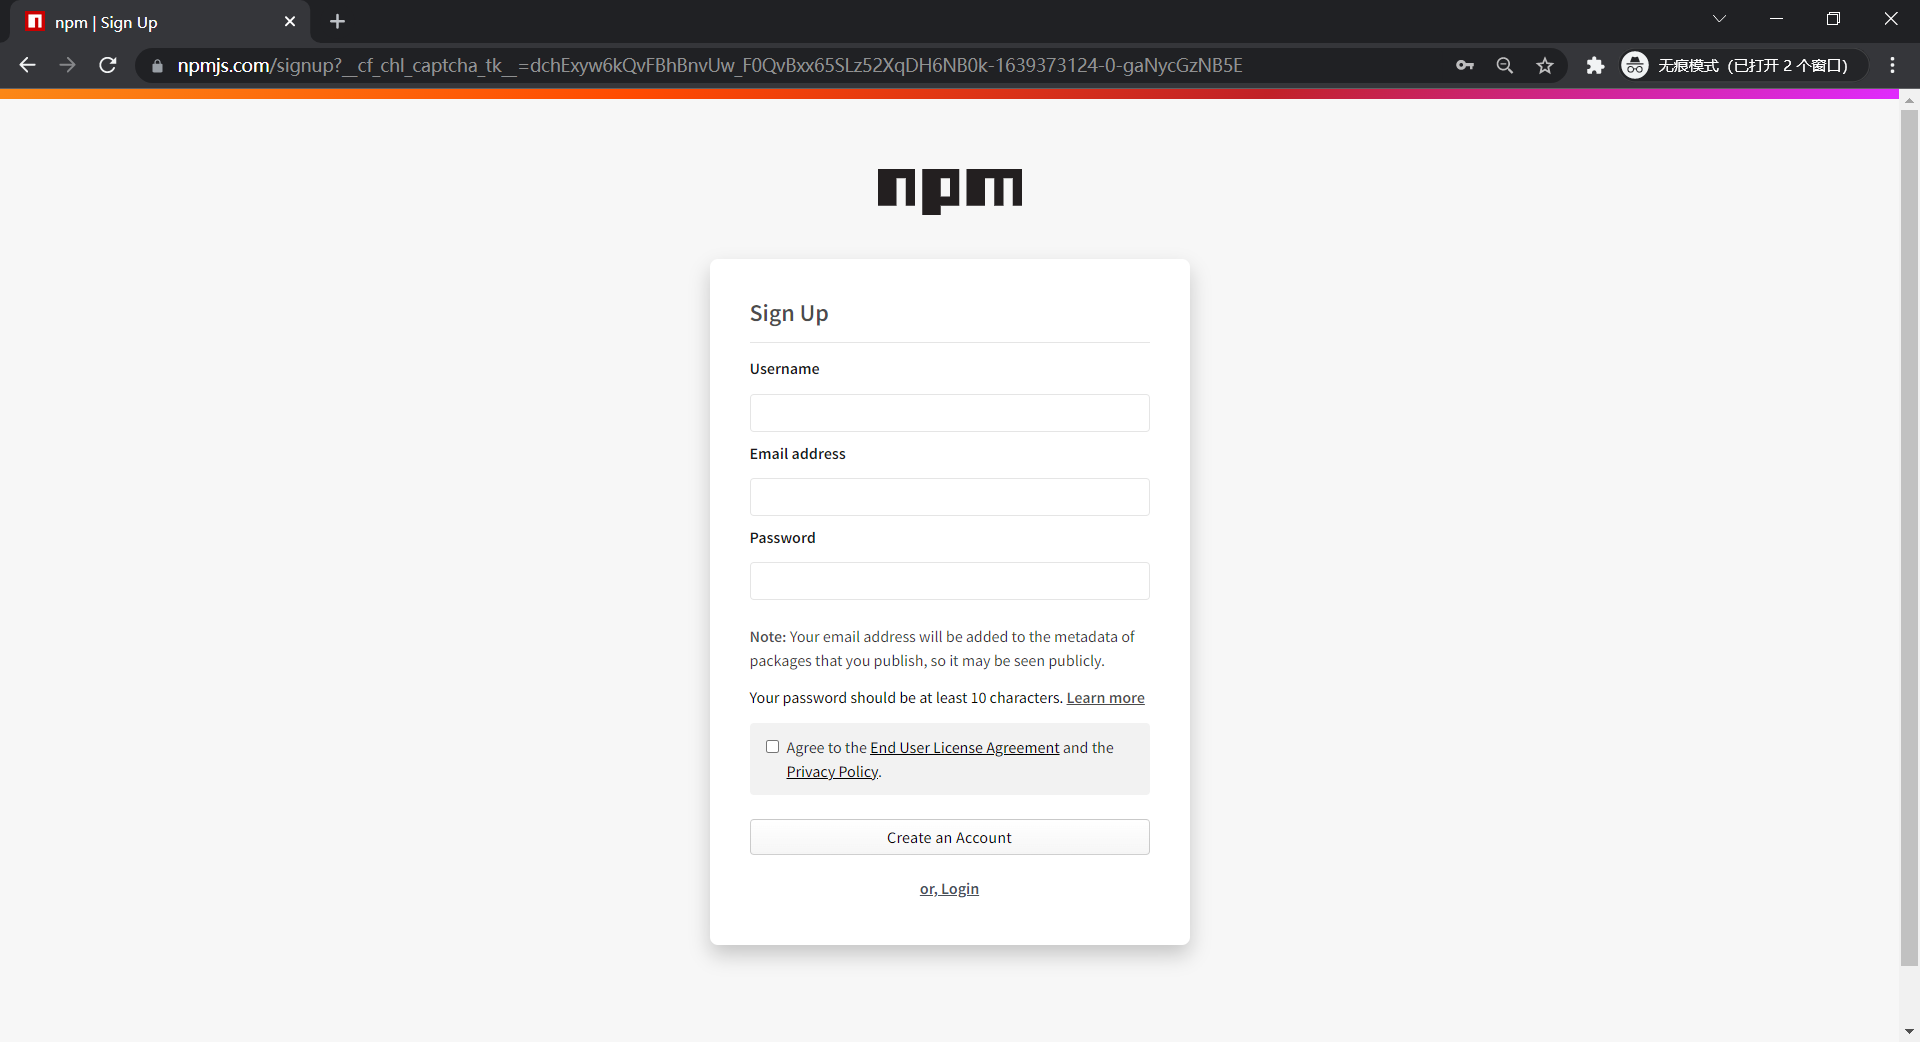 npm | Sign Up
npmjs.com/signup?__cf_chl_captcha_tk__=dchExyw6kQvFBhBnvUw_F0QvBxx65SLz52XqDH6NB0k-1639373124-0-gaNycGzNB5E
无痕模式（已打开 2 个窗口）
npm
Sign Up
Username
Email address
Password
Note: Your email address will be added to the metadata of
packages that you publish, so it may be seen publicly.
Your password should be at least 10 characters. Learn more
Agree to the End User License Agreement and the
Privacy Policy.
Create an Account
or, Login